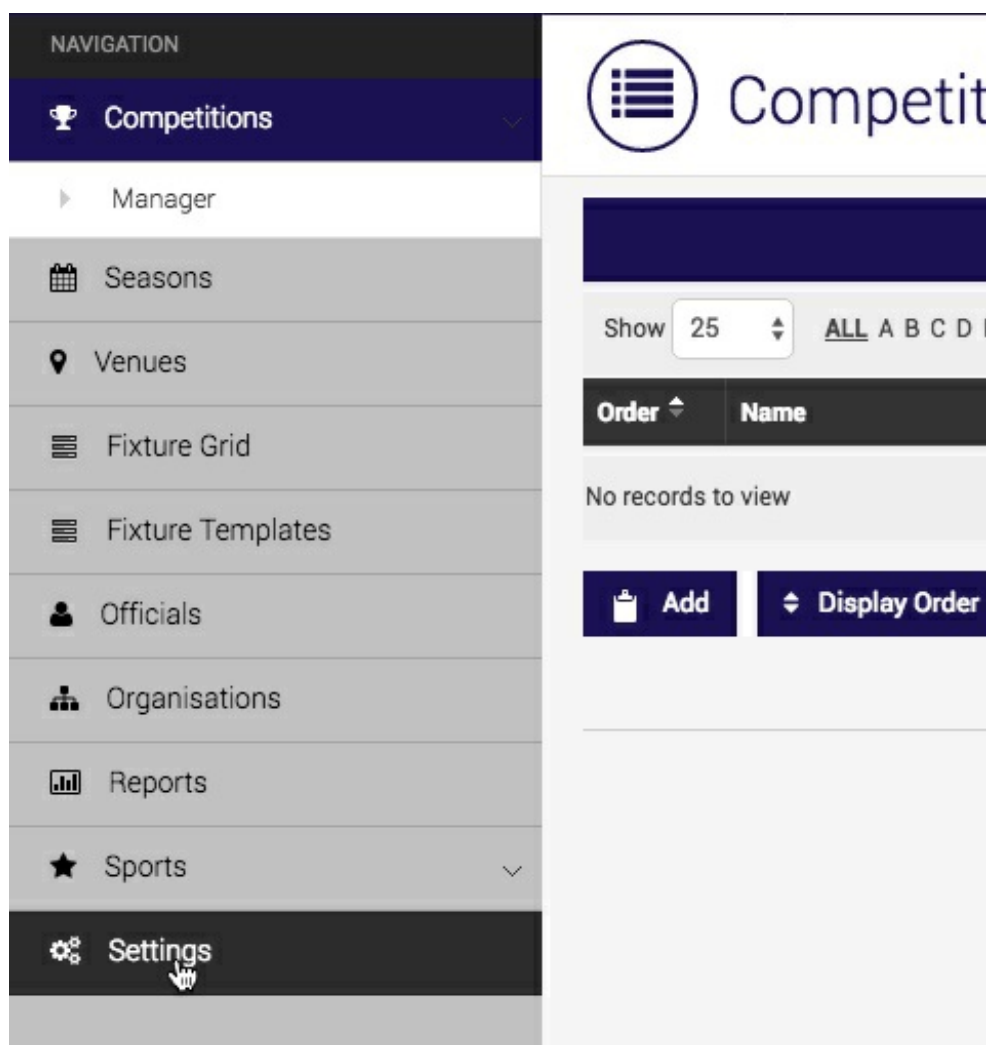 NAVIGATION
Competitions
Manager
Seasons
Venues
Fixture Grid
Fixture Templates
Officials
Organisations
Reports
Sports
Settings
Competit
Show 25 ALL A B C D
Order Name
No records to view
Add Display Order